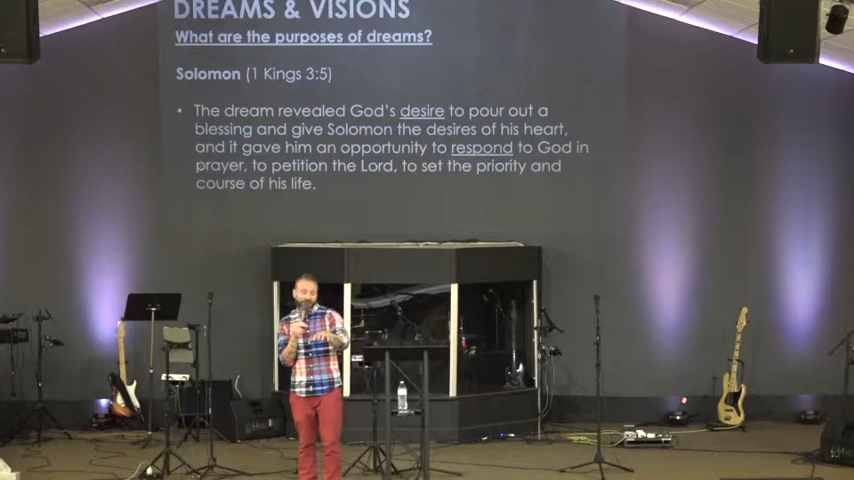 DREAMS & VISIONS
What are the purposes of dreams?
Solomon (1 Kings 3:5)
• The dream revealed God's desire to pour out a
blessing and give Solomon the desires of his heart,
and it gave him an opportunity to respond to God in
prayer, to petition the Lord, to set the priority and
course of his life.